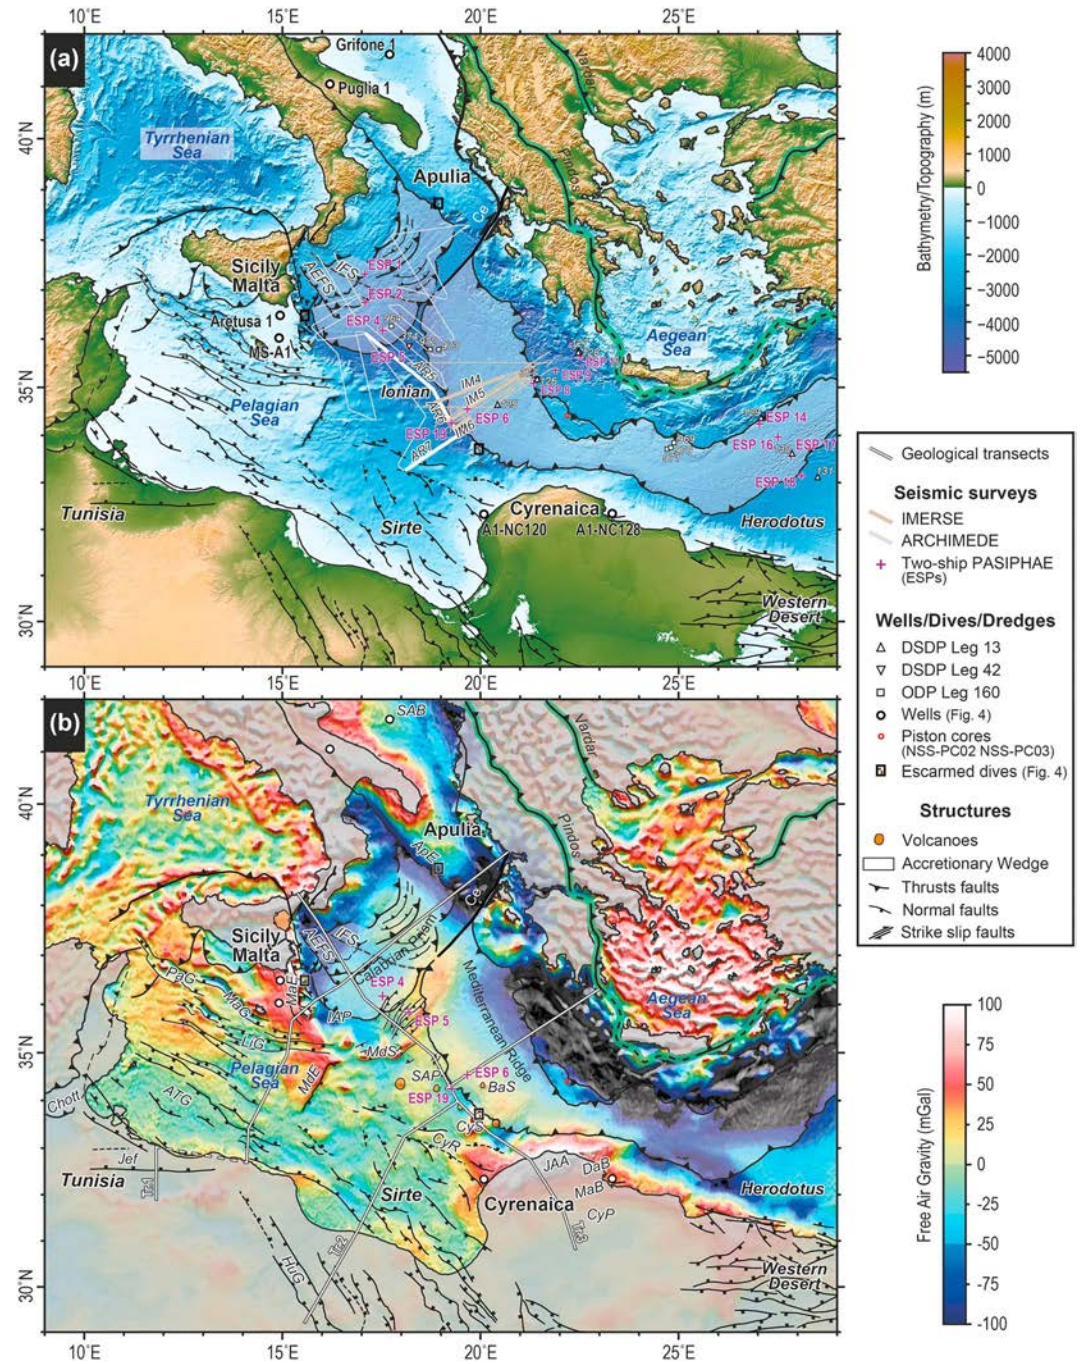 10°E 15°E 20°E 25°E
(a)
Grifone 1
Puglia 1
Vardar
40°N
Tyrrhenian
Sea
Apulia
Pindos
Ce
Sicily
Malta
AEFS
IFS
ESP 1
ESP 2
ESP 4
ESP 5
Aretusa 1
MS-A1
Aegean
Sea
35°N
Pelagian
Sea
Ionian
AR5
AR6
AR7
IM4
IM5
IM6
ESP 6
ESP 8
ESP 19
ESP 14
ESP 16
ESP 17
ESP 18
131
Tunisia
Sirte
Cyrenaica
A1-NC120
A1-NC128
Herodotus
Western
Desert
30°N
10°E 15°E 20°E 25°E
4000
3000
2000
1000
0
−1000
−2000
−3000
−4000
−5000
Bathymetry/Topography (m)
Geological transects
Seismic surveys
IMERSE
ARCHIMEDE
Two-ship PASIPHAE
(ESPs)
Wells/Dives/Dredges
DSDP Leg 13
DSDP Leg 42
ODP Leg 160
Wells (Fig. 4)
Piston cores
(NSS-PC02 NSS-PC03)
Escarmed dives (Fig. 4)
Structures
Volcanoes
Accretionary Wedge
Thrusts faults
Normal faults
Strike slip faults
(b)
SAB
Vardar
40°N
Tyrrhenian
Sea
Apulia
ApE
Pindos
Ce
Sicily
Malta
AEFS
IFS
Calabrian Prism
MaE
PaG
MaG
LiG
IAP
ESP 4
ESP 5
Mediterranean Ridge
Aegean
Sea
35°N
Pelagian
Sea
MdE
MdS
SAP
ESP 6
BaS
ESP 19
Chott
ATG
CyS
CyR
Jef
Tunisia
Tr1
Tr2
Tr3
Sirte
JAA
DaB
MaB
CyP
Cyrenaica
Herodotus
HuG
Western
Desert
30°N
100
75
50
25
0
-25
-50
-75
-100
Free Air Gravity (mGal)